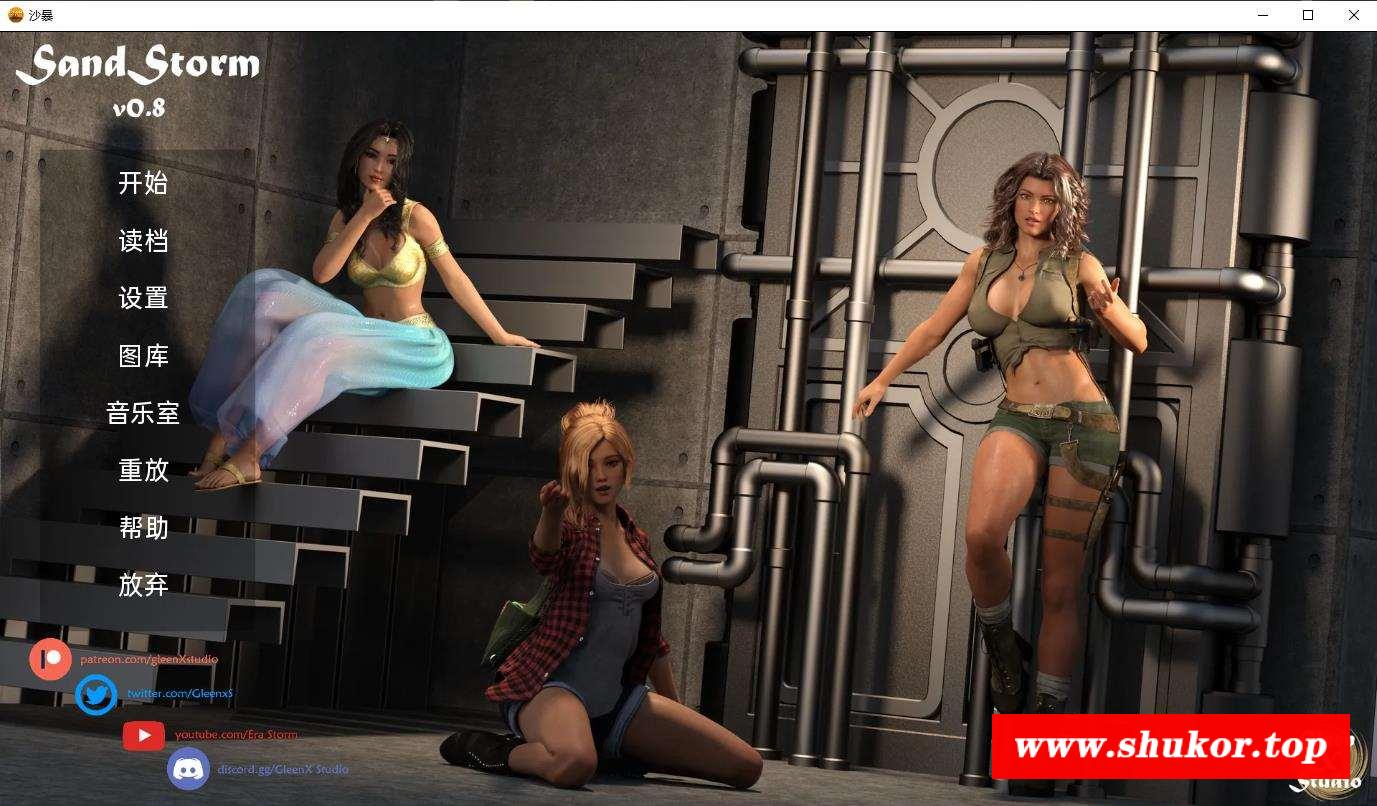 沙暴
SandStorm
v0.8
开始
读档
设置
图库
音乐室
重放
帮助
放弃
patreon.com/gleenXstudio
twitter.com/GleenxS
youtube.com/Era Storm
discord.gg/GleenX Studio
www.shukor.top
Studio